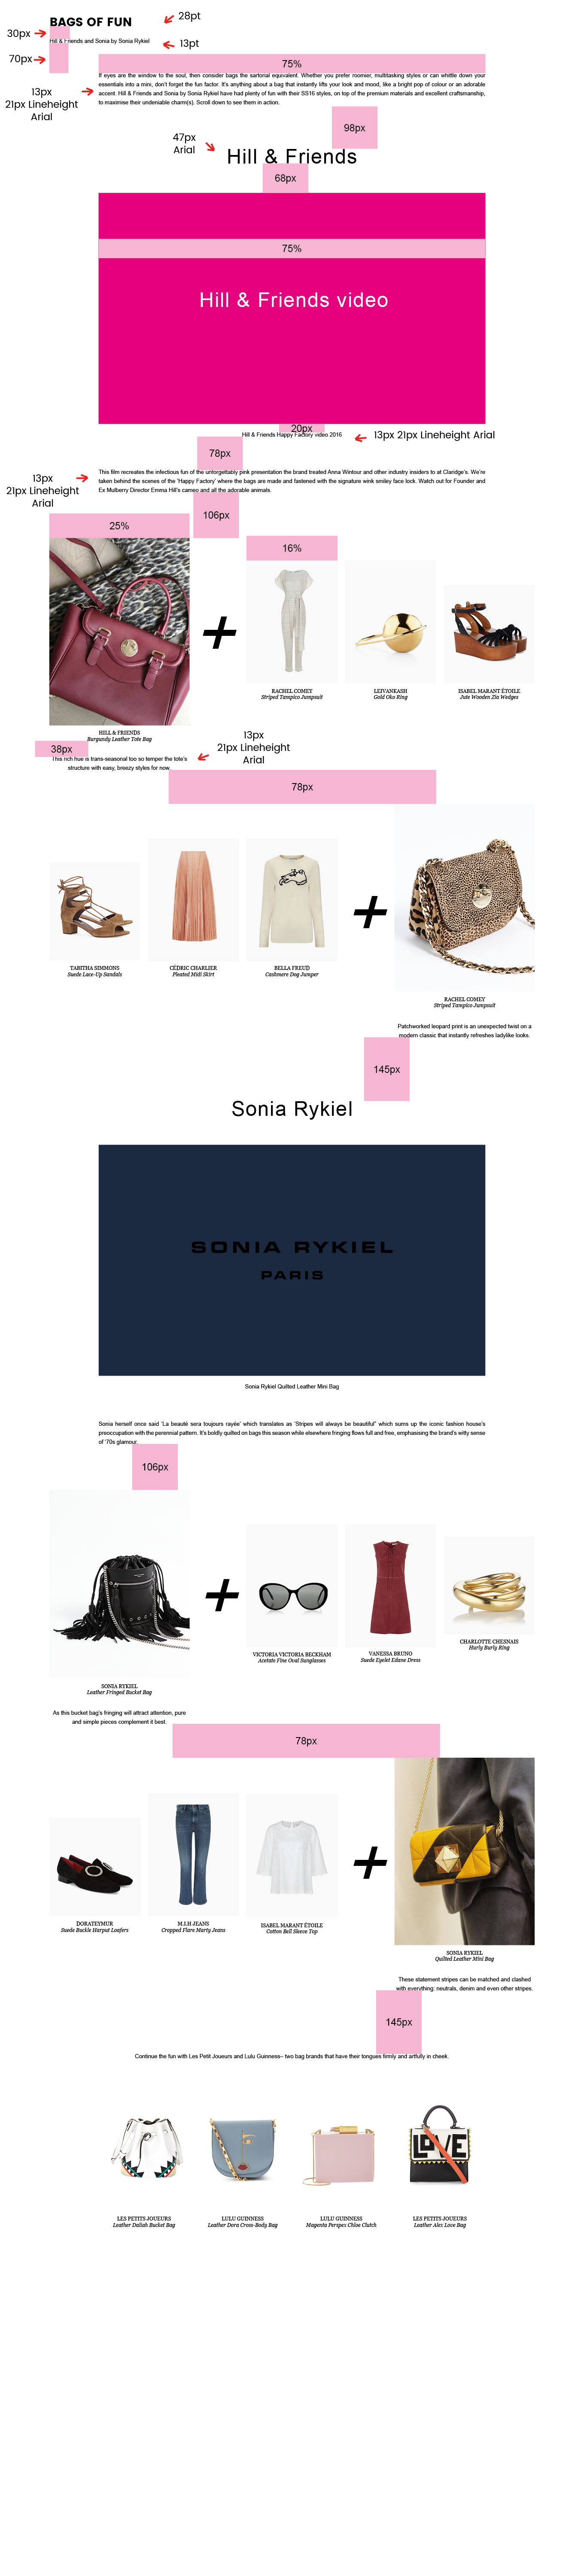 BAGS OF FUN
28pt
30px
Hill & Friends and Sonia by Sonia Rykiel
13pt
70px
75%
If eyes are the window to the soul, then consider bags the sartorial equivalent. Whether you prefer roomer, multitasking styles or can whittle down your
essentials into a mini, don't forget the fun factor. It's anything about a bag that instantly lifts your look and mood, like a bright pop of colour or an adorable
accent. Hill & Friends and Sonia by Sonia Rykiel have had plenty of fun with their SS16 styles, on top of the premium materials and excellent craftsmanship,
to maximise their undeniable charm(s). Scroll down to see them in action.
13px
21px Lineheight
Arial
98px
47px
Arial
Hill & Friends
68px
75%
Hill & Friends video
20px
Hill & Friends Happy Factory video 2016
13px 21px Lineheight Arial
78px
This film recreates the infectious fun of the unforgettably pink presentation the brand treated Anna Wintour and other industry insiders to at Claridge's. We're
taken behind the scenes of the 'Happy Factory' where the bags are made and fastened with the signature wink smiley face lock. Watch out for Founder and
Ex Mulberry Director Emma Hill's cameo and all the adorable animals.
13px
21px Lineheight
Arial
106px
25%
16%
RACHEL COMEY
Striped Tampico Jumpsuit
LEIVANKASH
Gold Oko Ring
ISABEL MARANT ÉTOILE
Jute Wooden Zia Wedges
+
HILL & FRIENDS
Burgundy Leather Tote Bag
38px
This rich hue is trans-seasonal too so temper the tote's
structure with easy, breezy styles for now.
13px
21px Lineheight
Arial
78px
TABITHA SIMMONS
Suede Lace-Up Sandals
CÉDRIC CHARLIER
Pleated Midi Skirt
BELLA FREUD
Cashmere Dog Jumper
+
RACHEL COMEY
Striped Tampico Jumpsuit
Patchworked leopard print is an unexpected twist on a
modern classic that instantly refreshes ladylike looks.
145px
Sonia Rykiel
SONIA RYKIEL
PARIS
Sonia Rykiel Quilted Leather Mini Bag
Sonia herself once said 'La beauté sera toujours rayée' which translates as 'Stripes will always be beautiful" which sums up the iconic fashion house's
preoccupation with the perennial pattern. It's boldly quilted on bags this season while elsewhere fringing flows full and free, emphasising the brand's witty sense
of '70s glamour.
106px
+
VICTORIA VICTORIA BECKHAM
Acetate Fine Oval Sunglasses
VANESSA BRUNO
Suede Eyelet Edane Dress
CHARLOTTE CHESNAIS
Hurly Burly Ring
SONIA RYKIEL
Leather Fringed Bucket Bag
As this bucket bag's fringing will attract attention, pure
and simple pieces complement it best.
78px
DORATEYMUR
Suede Buckle Harput Loafers
M.I.H JEANS
Cropped Flare Marty Jeans
ISABEL MARANT ÉTOILE
Cotton Bell Sleeve Top
+
SONIA RYKIEL
Quilted Leather Mini Bag
These statement stripes can be matched and clashed
with everything: neutrals, denim and even other stripes.
145px
Continue the fun with Les Petit Joueurs and Lulu Guinness– two bag brands that have their tongues firmly and artfully in cheek.
LOVE
LES PETITS JOUEURS
Leather Daliah Bucket Bag
LULU GUINNESS
Leather Dora Cross-Body Bag
LULU GUINNESS
Magenta Perspex Chloe Clutch
LES PETITS JOUEURS
Leather Alex Love Bag